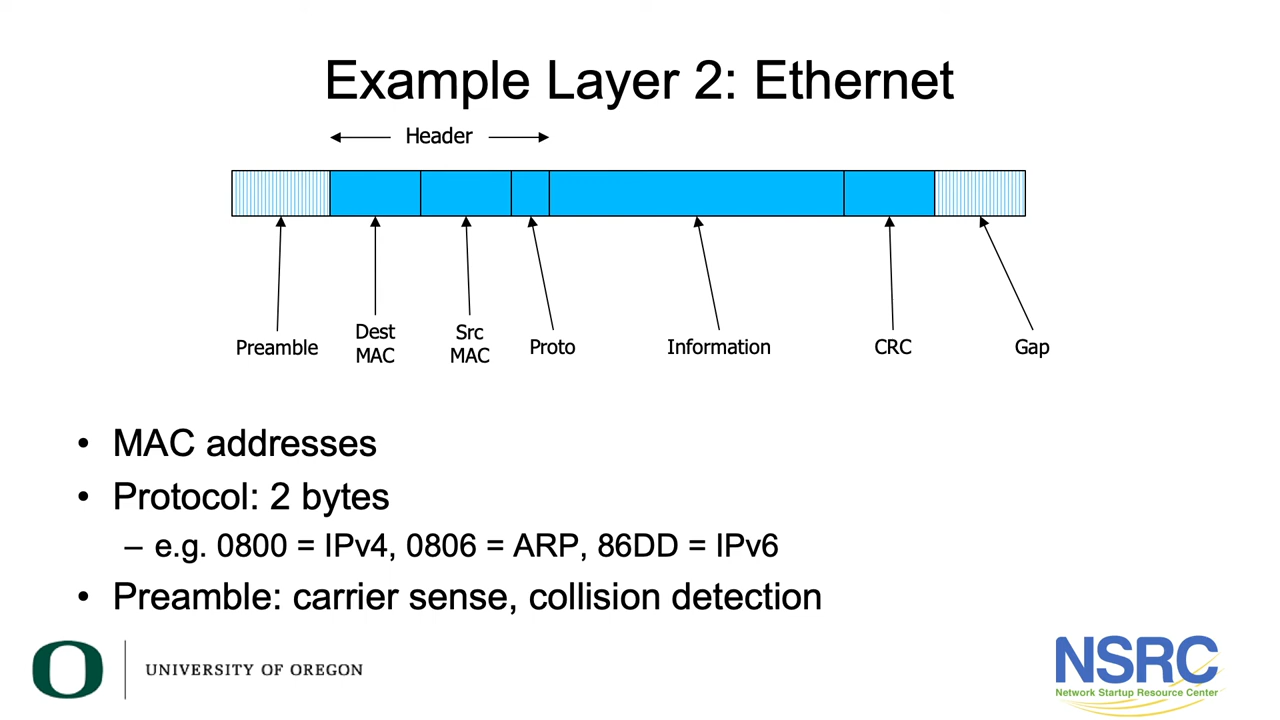 Example Layer 2: Ethernet
Header
Preamble
Dest
MAC
Src
MAC
Proto
Information
CRC
Gap
• MAC addresses
• Protocol: 2 bytes
– e.g. 0800 = IPv4, 0806 = ARP, 86DD = IPv6
• Preamble: carrier sense, collision detection
O
UNIVERSITY OF OREGON
NSRC
Network Startup Resource Center